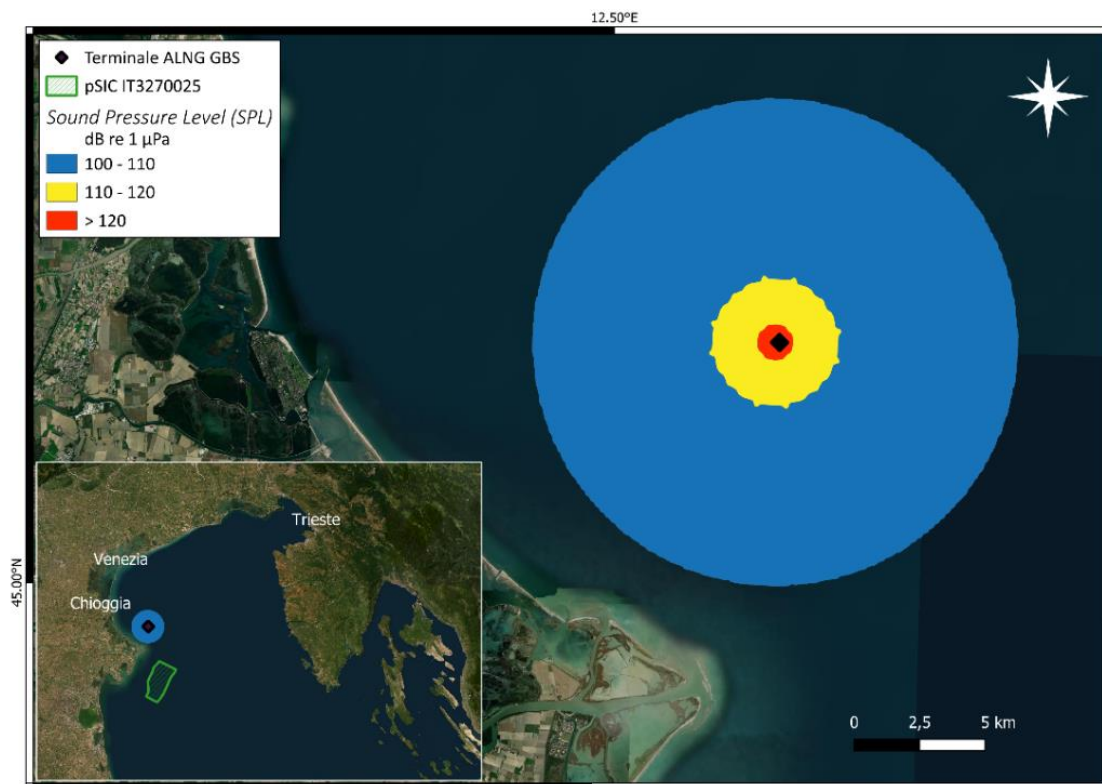 12.50°E
Terminale ALNG GBS
pSIC IT3270025
Sound Pressure Level (SPL)
dB re 1 µPa
100 - 110
110 - 120
> 120
45.00°N
Trieste
Venezia
Chioggia
0 2,5 5 km